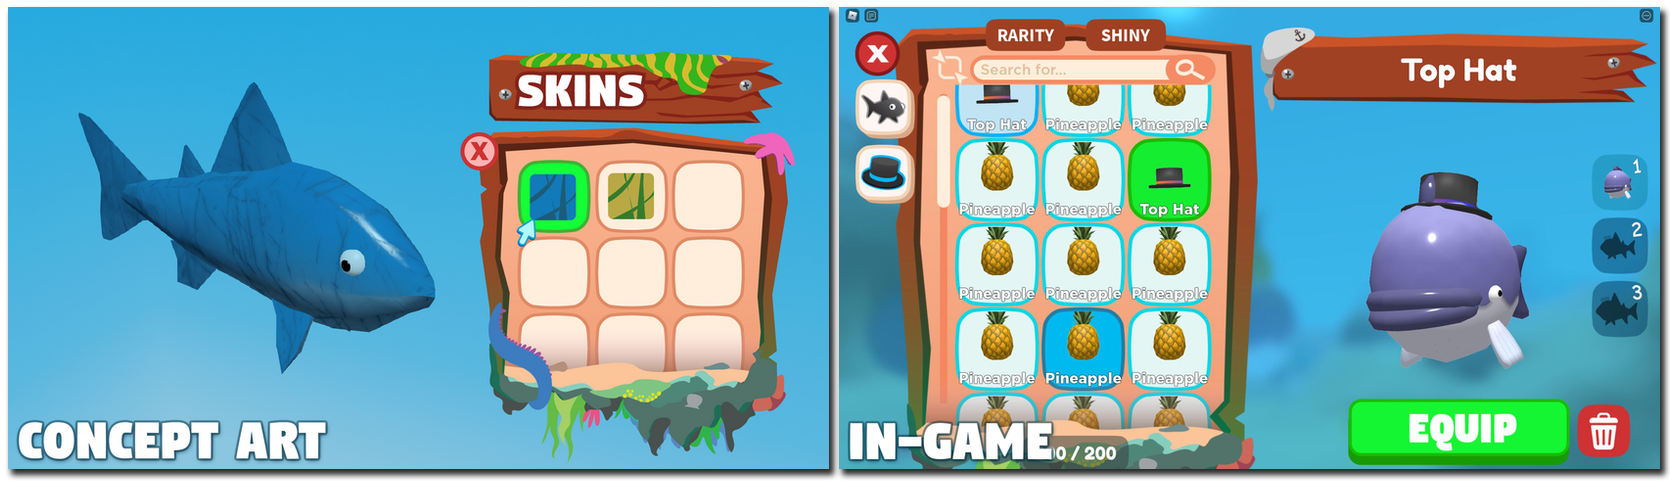 SKINS
X
CONCEPT ART
RARITY
SHINY
X
Search for...
Top Hat
Top Hat
Pineapple
Pineapple
1
Pineapple
Pineapple
Top Hat
2
Pineapple
Pineapple
Pineapple
3
Pineapple
Pineapple
Pineapple
EQUIP
IN-GAME
0 / 200